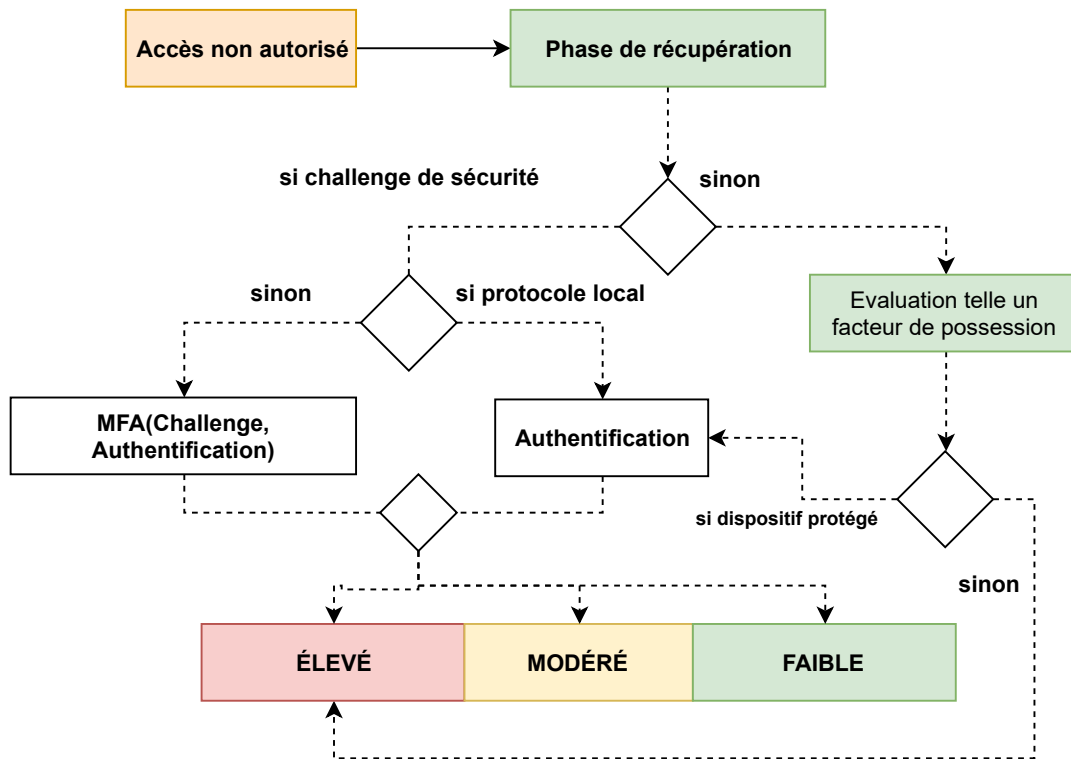 Accès non autorisé
Phase de récupération
si challenge de sécurité
sinon
sinon
si protocole local
Evaluation telle un
facteur de possession
MFA(Challenge,
Authentification)
Authentification
si dispositif protégé
sinon
ÉLEVÉ
MODÉRÉ
FAIBLE